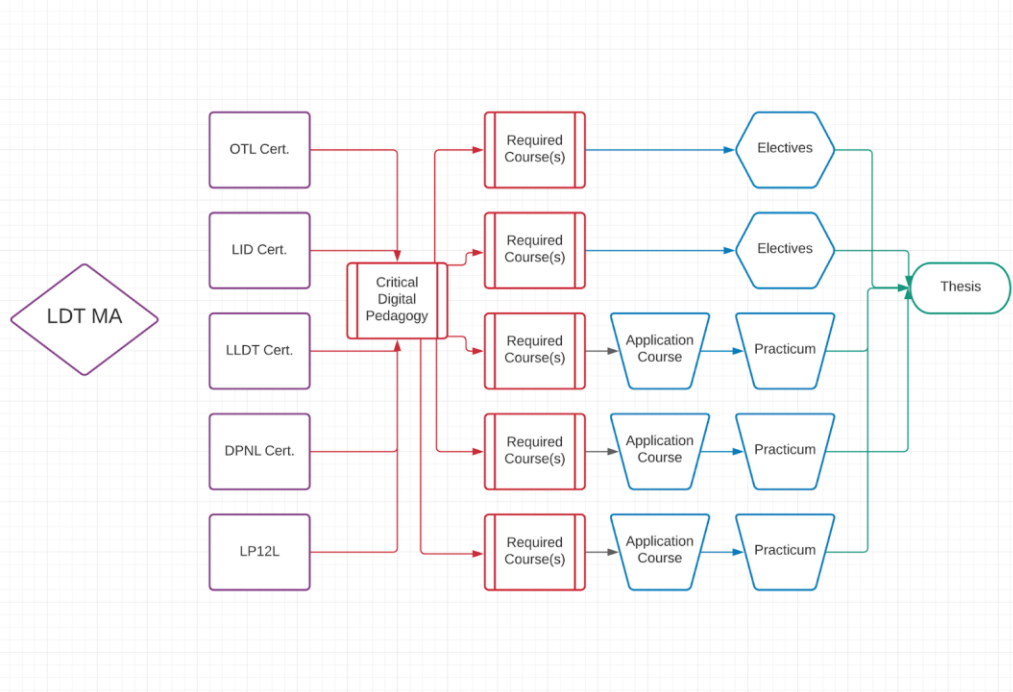 LDT MA
OTL Cert.
LID Cert.
LLDT Cert.
DPNL Cert.
LP12L
Critical
Digital
Pedagogy
Required
Course(s)
Electives
Required
Course(s)
Electives
Required
Course(s)
Application
Course
Practicum
Required
Course(s)
Application
Course
Practicum
Required
Course(s)
Application
Course
Practicum
Thesis